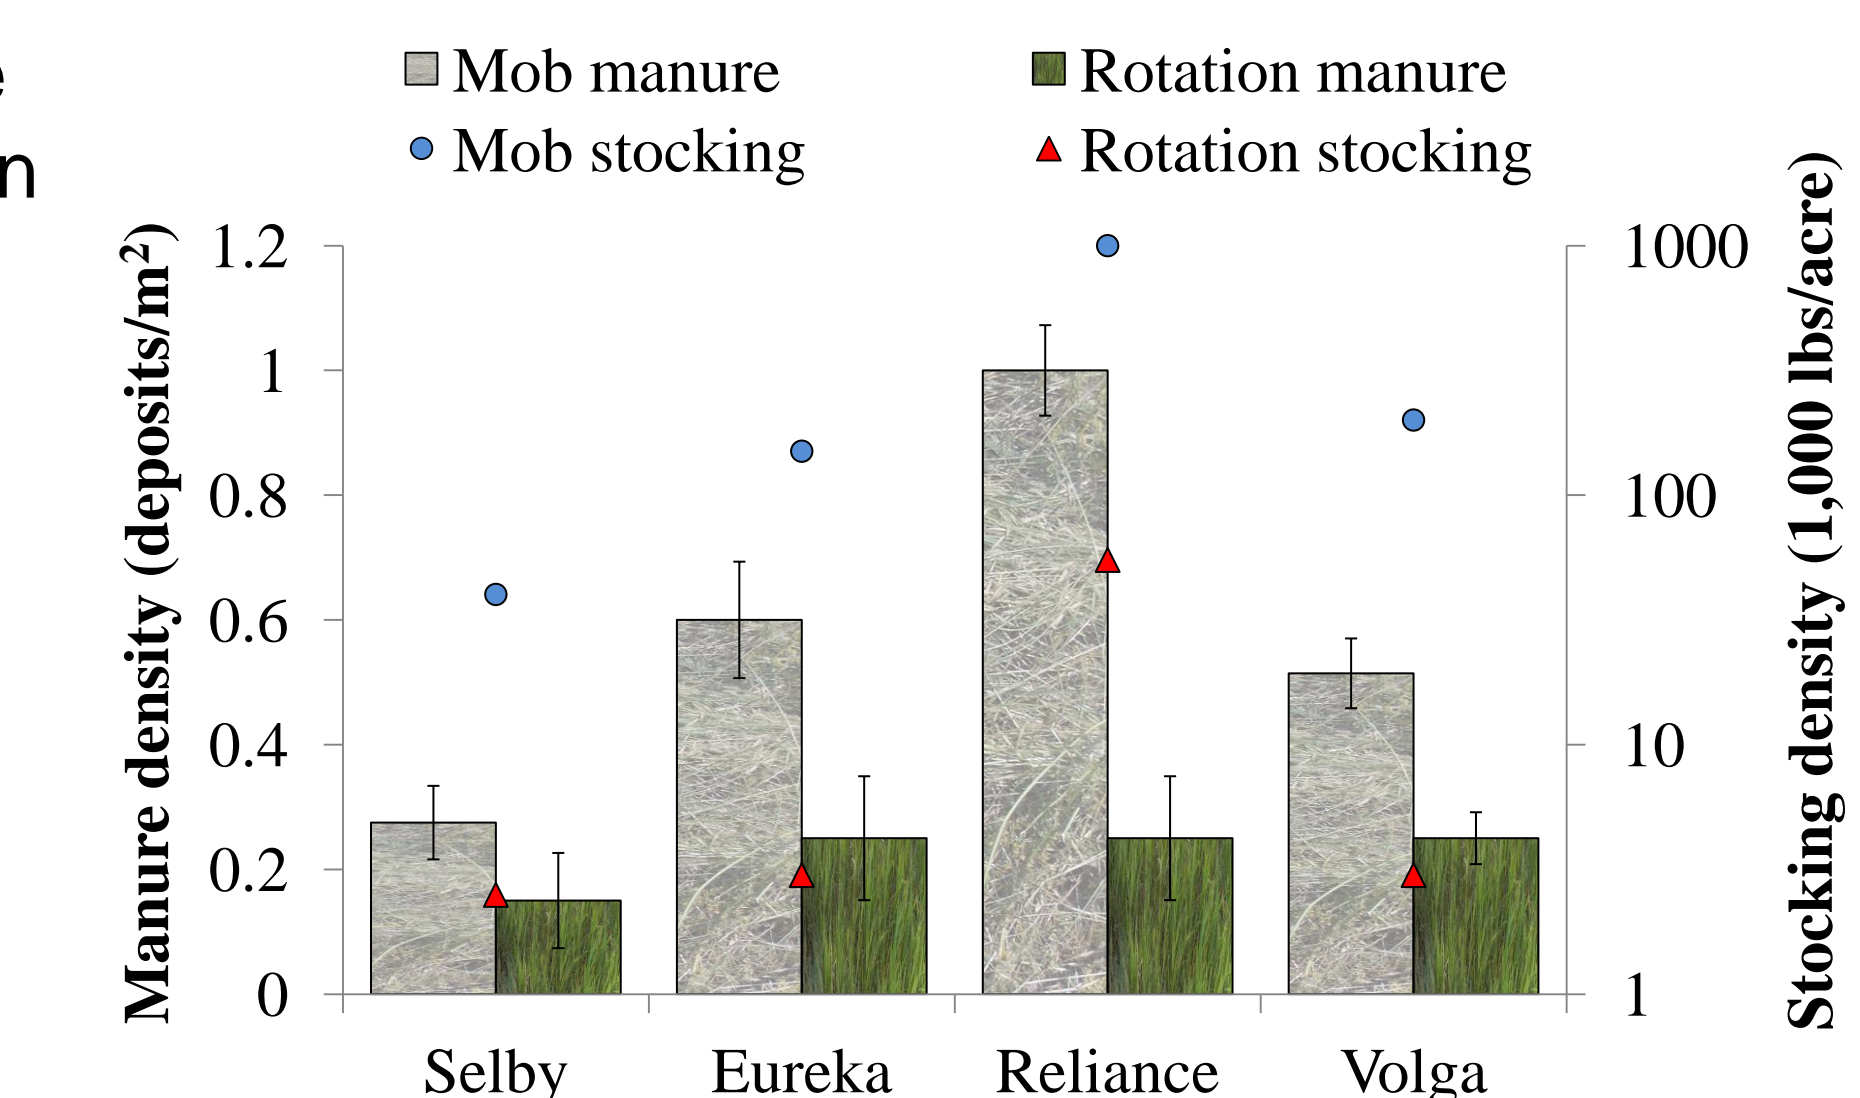 e
n
Mob manure
Rotation manure
Mob stocking
Rotation stocking
Manure density (deposits/m²)
1.2
1
0.8
0.6
0.4
0.2
0
1000
100
10
1
Stocking density (1,000 lbs/acre)
Selby
Eureka
Reliance
Volga